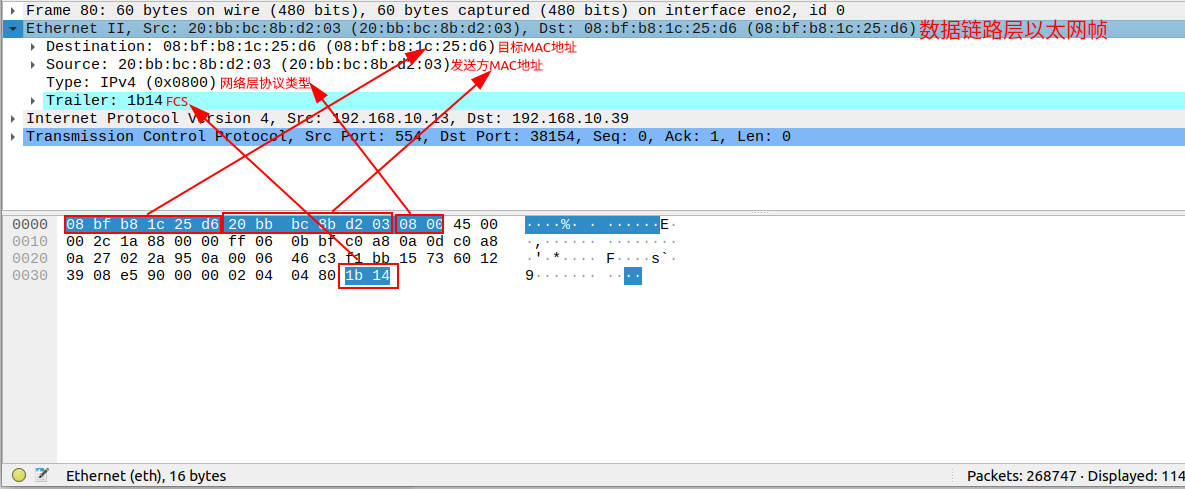 Frame 80: 60 bytes on wire (480 bits), 60 bytes captured (480 bits) on interface eno2, id 0
Ethernet II, Src: 20:bb:bc:8b:d2:03 (20:bb:bc:8b:d2:03), Dst: 08:bf:b8:1c:25:d6 (08:bf:b8:1c:25:d6) 数据链路层以太网帧
Destination: 08:bf:b8:1c:25:d6 (08:bf:b8:1c:25:d6) 目标MAC地址
Source: 20:bb:bc:8b:d2:03 (20:bb:bc:8b:d2:03) 发送方MAC地址
Type: IPv4 (0x0800) 网络层协议类型
Trailer: 1b14 FCS
Internet Protocol Version 4, Src: 192.168.10.13, Dst: 192.168.10.39
Transmission Control Protocol, Src Port: 554, Dst Port: 38154, Seq: 0, Ack: 1, Len: 0
0000 08 bf b8 1c 25 d6 20 bb bc 8b d2 03 08 00 45 00 ····%· · ······E·
0010 00 2c 1a 88 00 00 ff 06 0b bf c0 a8 0a 0d c0 a8 ·,······ ········
0020 0a 27 02 2a 95 0a 00 06 46 c3 f1 bb 15 73 60 12 ·'·*···· F····s`·
0030 39 08 e5 90 00 00 02 04 04 80 1b 14 9······· ····
Ethernet (eth), 16 bytes
Packets: 268747 · Displayed: 114